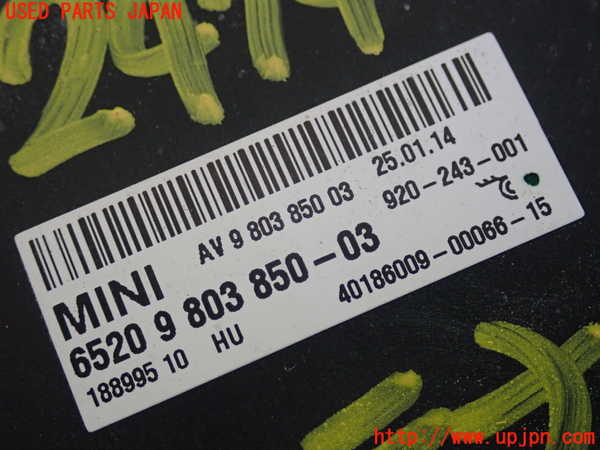 USED PARTS JAPAN
AV 9 803 850 03 25.01.14
MINI 920-243-001
6520 9 803 850-03
188995 10 HU 40186009-00066-15
http://www.upjpn.com/